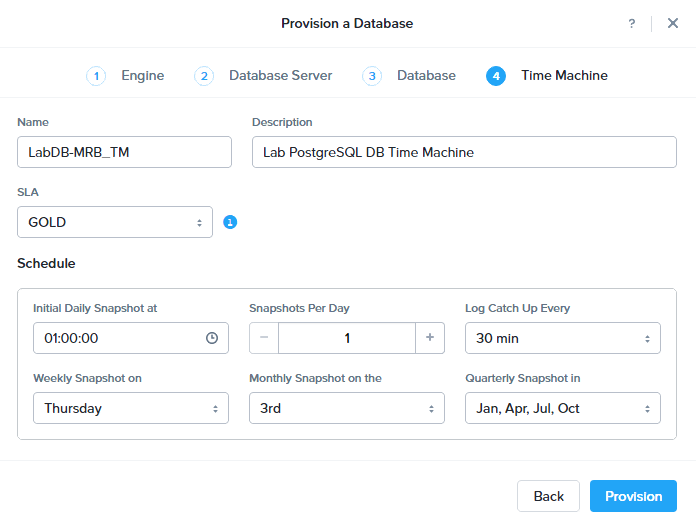 Provision a Database
?
1 Engine 2 Database Server 3 Database 4 Time Machine
Name Description
LabDB-MRB_TM Lab PostgreSQL DB Time Machine
SLA
GOLD
i
Schedule
Initial Daily Snapshot at Snapshots Per Day Log Catch Up Every
01:00:00 − 1 + 30 min
Weekly Snapshot on Monthly Snapshot on the Quarterly Snapshot in
Thursday 3rd Jan, Apr, Jul, Oct
Back Provision